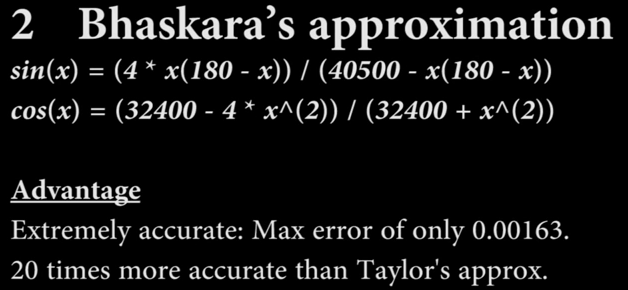 2 Bhaskara's approximation
sin(x) = (4 * x(180 - x)) / (40500 - x(180 - x))
cos(x) = (32400 - 4 * x^(2)) / (32400 + x^(2))
Advantage
Extremely accurate: Max error of only 0.00163.
20 times more accurate than Taylor's approx.